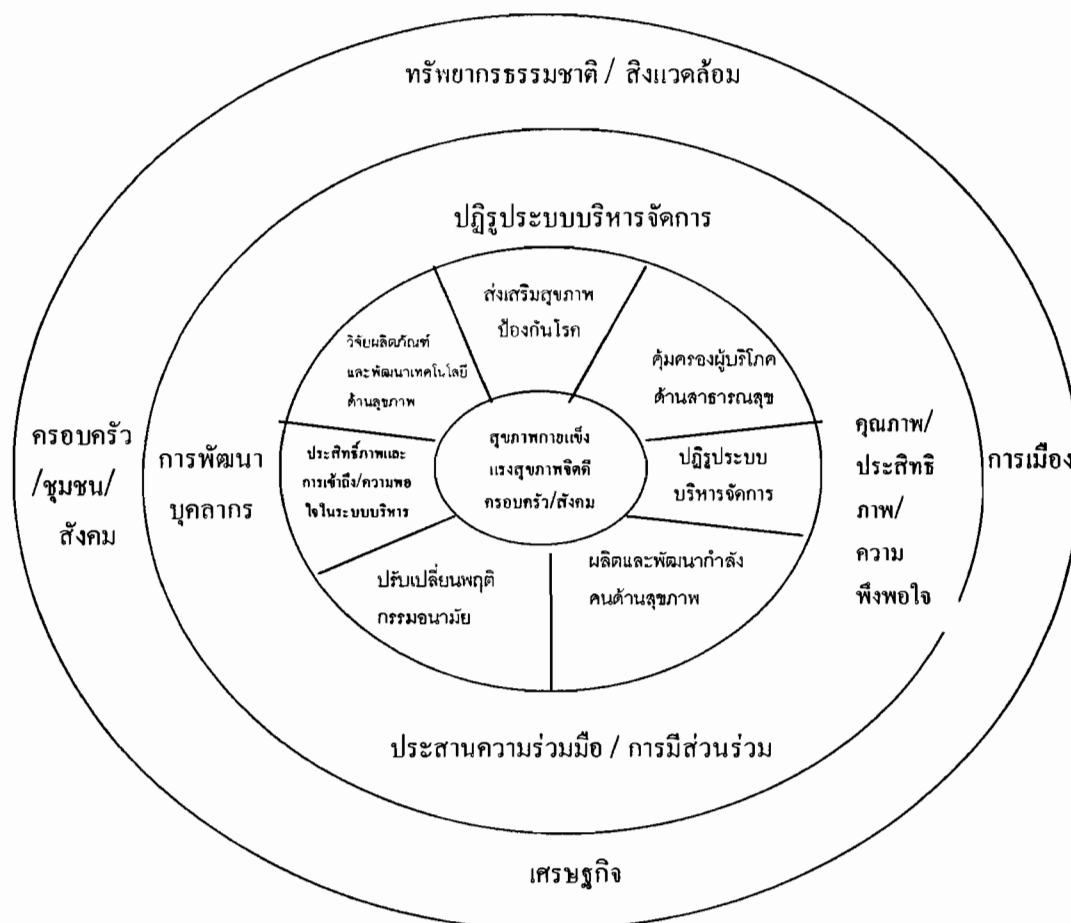 ทรัพยากรธรรมชาติ / สิ่งแวดล้อม
ปฏิรูประบบบริหารจัดการ
ส่งเสริมสุขภาพ
ป้องกันโรค
วิจัยผลิตภัณฑ์
และพัฒนาเทคโนโลยี
ด้านสุขภาพ
คุ้มครองผู้บริโภค
ด้านสาธารณสุข
ครอบครัว
/ชุมชน/
สังคม
การพัฒนา
บุคลากร
ประสิทธิ์ภาพและ
การเข้าถึง/ความพอ
ใจในระบบบริหาร
สุขภาพกายแข็ง
แรงสุขภาพจิตดี
ครอบครัว/สังคม
ปฏิรูประบบ
บริหารจัดการ
คุณภาพ/
ประสิทธิ
ภาพ/
ความ
พึงพอใจ
การเมือง
ปรับเปลี่ยนพฤติ
กรรมอนามัย
ผลิตและพัฒนากำลัง
คนด้านสุขภาพ
ประสานความร่วมมือ / การมีส่วนร่วม
เศรษฐกิจ